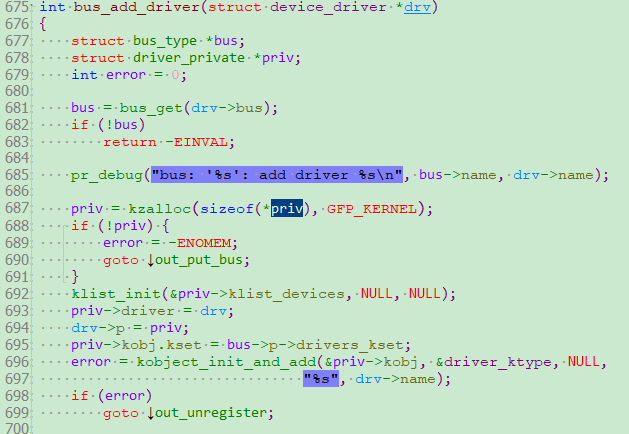 675 int bus_add_driver(struct device_driver *drv)
676 {
677     struct bus_type *bus;
678     struct driver_private *priv;
679     int error = 0;
680
681     bus = bus_get(drv->bus);
682     if (!bus)
683         return -EINVAL;
684
685     pr_debug("bus: '%s': add driver %s\n", bus->name, drv->name);
686
687     priv = kzalloc(sizeof(*priv), GFP_KERNEL);
688     if (!priv) {
689         error = -ENOMEM;
690         goto ↓out_put_bus;
691     }
692     klist_init(&priv->klist_devices, NULL, NULL);
693     priv->driver = drv;
694     drv->p = priv;
695     priv->kobj.kset = bus->p->drivers_kset;
696     error = kobject_init_and_add(&priv->kobj, &driver_ktype, NULL,
697                      "%s", drv->name);
698     if (error)
699         goto ↓out_unregister;
700